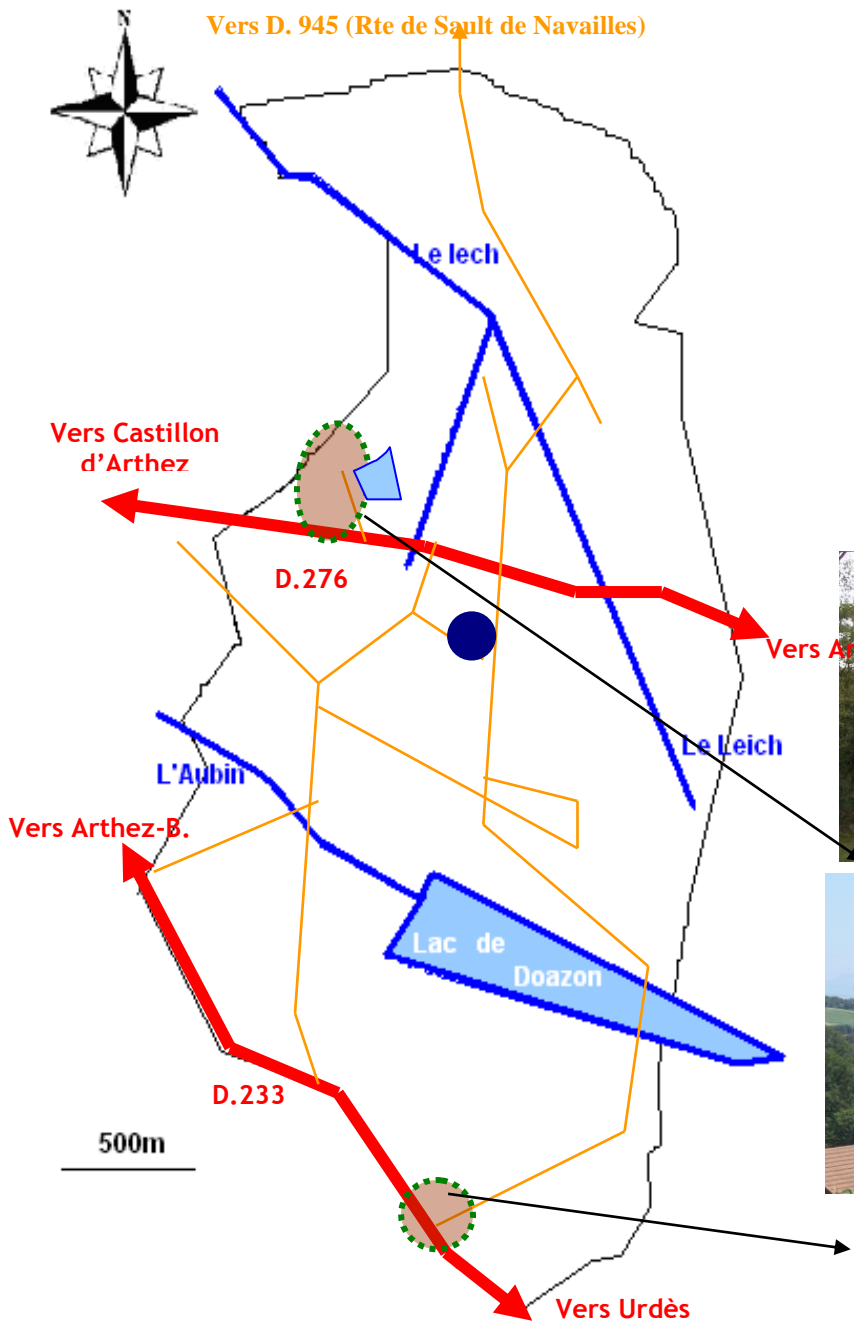 N
Vers D. 945 (Rte de Sault de Navailles)
Le lech
Vers Castillon
d'Arthez
D.276
Vers
Le Leich
L'Aubin
Vers Arthez-B.
Lac de
Doazon
D.233
500m
Vers Urdès